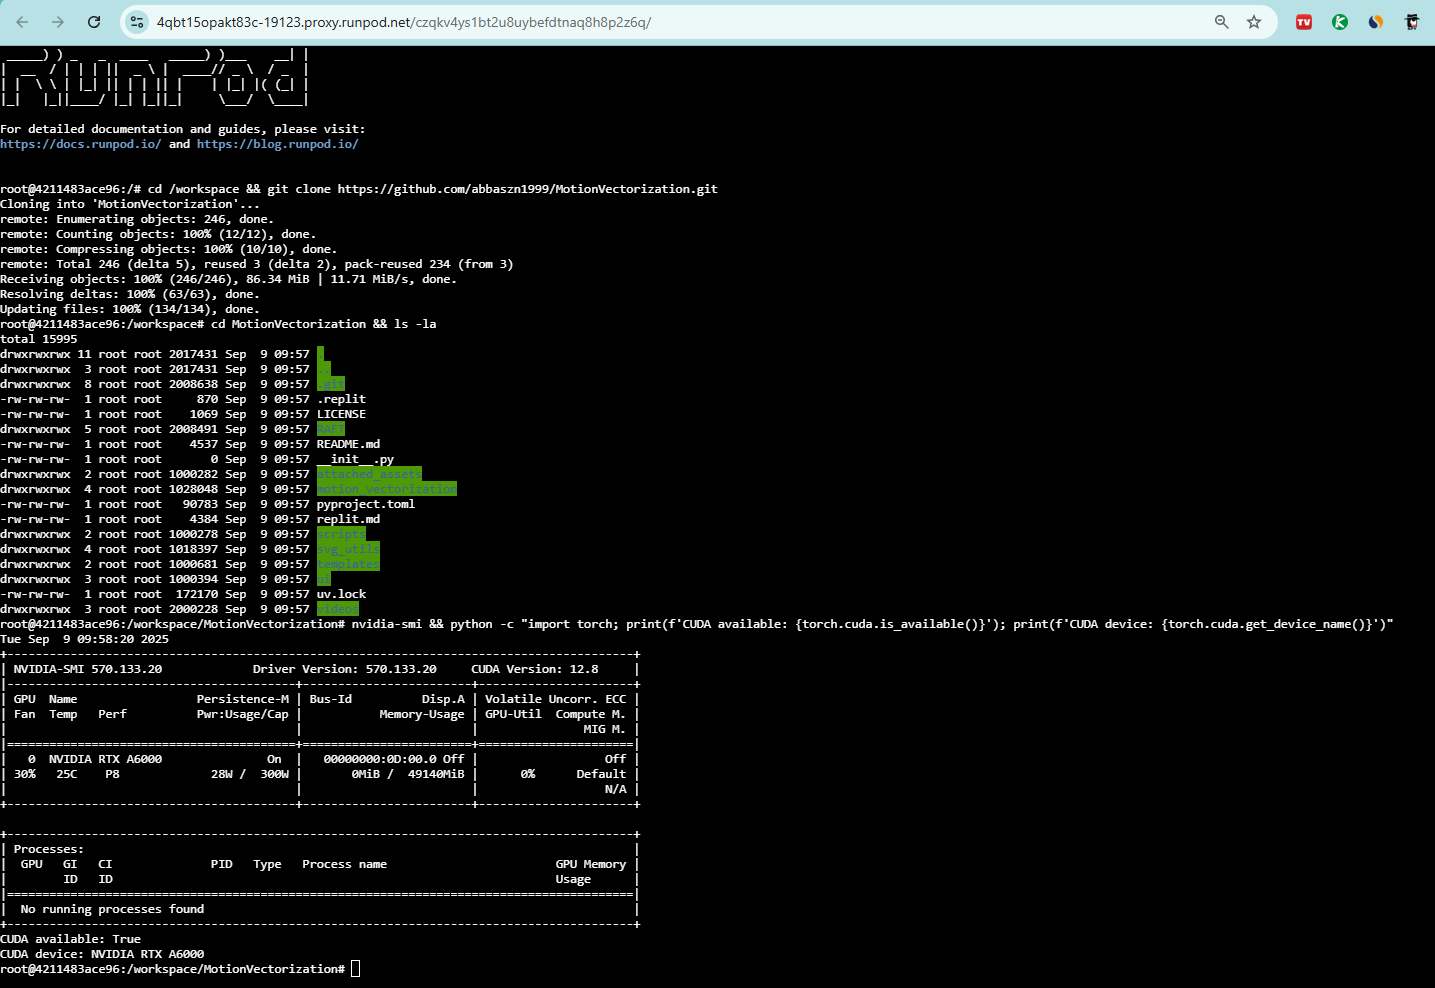 4qbt15opakt83c-19123.proxy.runpod.net/czqkv4ys1bt2u8uybefdtnaq8h8p2z6q/
For detailed documentation and guides, please visit:
https://docs.runpod.io/ and https://blog.runpod.io/
root@4211483ace96:/# cd /workspace && git clone https://github.com/abbaszn1999/MotionVectorization.git
Cloning into 'MotionVectorization'...
remote: Enumerating objects: 246, done.
remote: Counting objects: 100% (12/12), done.
remote: Compressing objects: 100% (10/10), done.
remote: Total 246 (delta 5), reused 3 (delta 2), pack-reused 234 (from 3)
Receiving objects: 100% (246/246), 86.34 MiB | 11.71 MiB/s, done.
Resolving deltas: 100% (63/63), done.
Updating files: 100% (134/134), done.
root@4211483ace96:/workspace# cd MotionVectorization && ls -la
total 15995
drwxrwxrwx 11 root root 2017431 Sep  9 09:57 .
drwxrwxrwx  3 root root 2017431 Sep  9 09:57 ..
drwxrwxrwx  8 root root 2008638 Sep  9 09:57 .git
-rw-rw-rw-  1 root root     870 Sep  9 09:57 .replit
-rw-rw-rw-  1 root root    1069 Sep  9 09:57 LICENSE
drwxrwxrwx  5 root root 2008491 Sep  9 09:57 RAFT
-rw-rw-rw-  1 root root    4537 Sep  9 09:57 README.md
-rw-rw-rw-  1 root root       0 Sep  9 09:57 __init__.py
drwxrwxrwx  2 root root 1000282 Sep  9 09:57 attached_assets
drwxrwxrwx  4 root root 1028048 Sep  9 09:57 motion_vectorization
-rw-rw-rw-  1 root root   90783 Sep  9 09:57 pyproject.toml
-rw-rw-rw-  1 root root    4384 Sep  9 09:57 replit.md
drwxrwxrwx  2 root root 1000278 Sep  9 09:57 scripts
drwxrwxrwx  4 root root 1018397 Sep  9 09:57 svg_utils
drwxrwxrwx  2 root root 1000681 Sep  9 09:57 templates
drwxrwxrwx  3 root root 1000394 Sep  9 09:57 ui
-rw-rw-rw-  1 root root  172170 Sep  9 09:57 uv.lock
drwxrwxrwx  3 root root 2000228 Sep  9 09:57 videos
root@4211483ace96:/workspace/MotionVectorization# nvidia-smi && python -c "import torch; print(f'CUDA available: {torch.cuda.is_available()}'); print(f'CUDA device: {torch.cuda.get_device_name()}')"
Tue Sep  9 09:58:20 2025
| NVIDIA-SMI 570.133.20             Driver Version: 570.133.20     CUDA Version: 12.8     |
| GPU  Name                 Persistence-M | Bus-Id          Disp.A | Volatile Uncorr. ECC |
| Fan  Temp   Perf          Pwr:Usage/Cap |           Memory-Usage | GPU-Util  Compute M. |
|                                         |                        |               MIG M. |
|   0  NVIDIA RTX A6000               On  |   00000000:0D:00.0 Off |                  Off |
| 30%   25C    P8             28W /  300W |       0MiB /  49140MiB |      0%      Default |
|                                         |                        |                  N/A |
| Processes:                                                                              |
|  GPU   GI   CI              PID   Type   Process name                        GPU Memory |
|        ID   ID                                                               Usage      |
|  No running processes found                                                             |
CUDA available: True
CUDA device: NVIDIA RTX A6000
root@4211483ace96:/workspace/MotionVectorization#